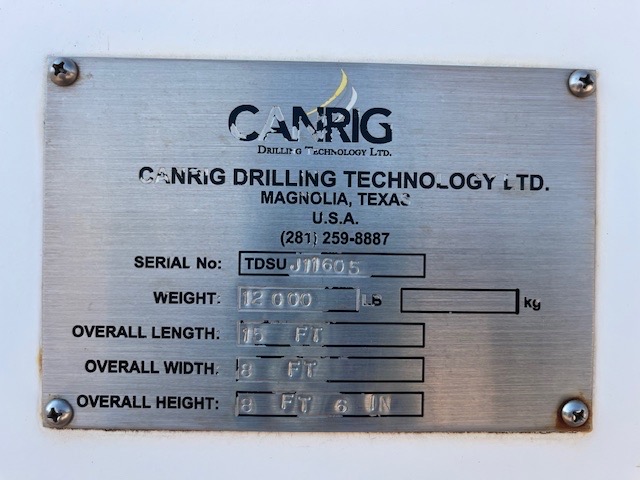 CANRIG
DRILLING TECHNOLOGY LTD.
CANRIG DRILLING TECHNOLOGY LTD.
MAGNOLIA, TEXAS
U.S.A.
(281) 259-8887
SERIAL No: TDSU J11605
WEIGHT: 12 000 LB kg
OVERALL LENGTH: 15 FT
OVERALL WIDTH: 8 FT
OVERALL HEIGHT: 8 FT 6 IN